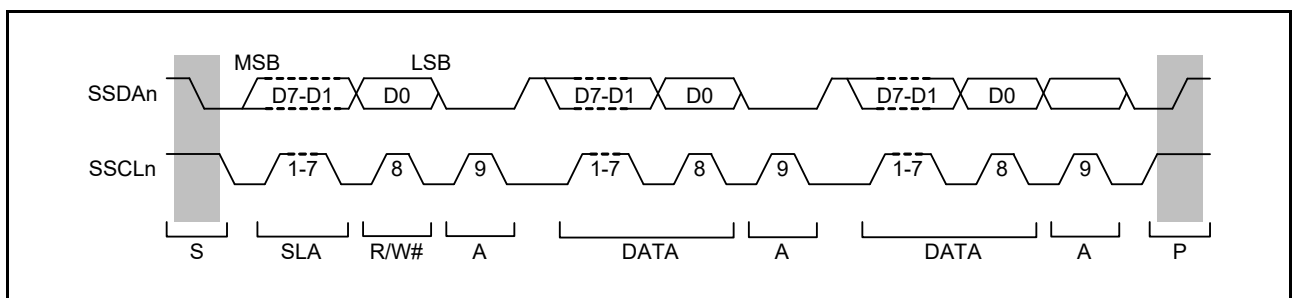 MSB LSB
SSDAn D7-D1 D0 D7-D1 D0 D7-D1 D0
SSCLn 1-7 8 9 1-7 8 9 1-7 8 9
S SLA R/W# A DATA A DATA A P